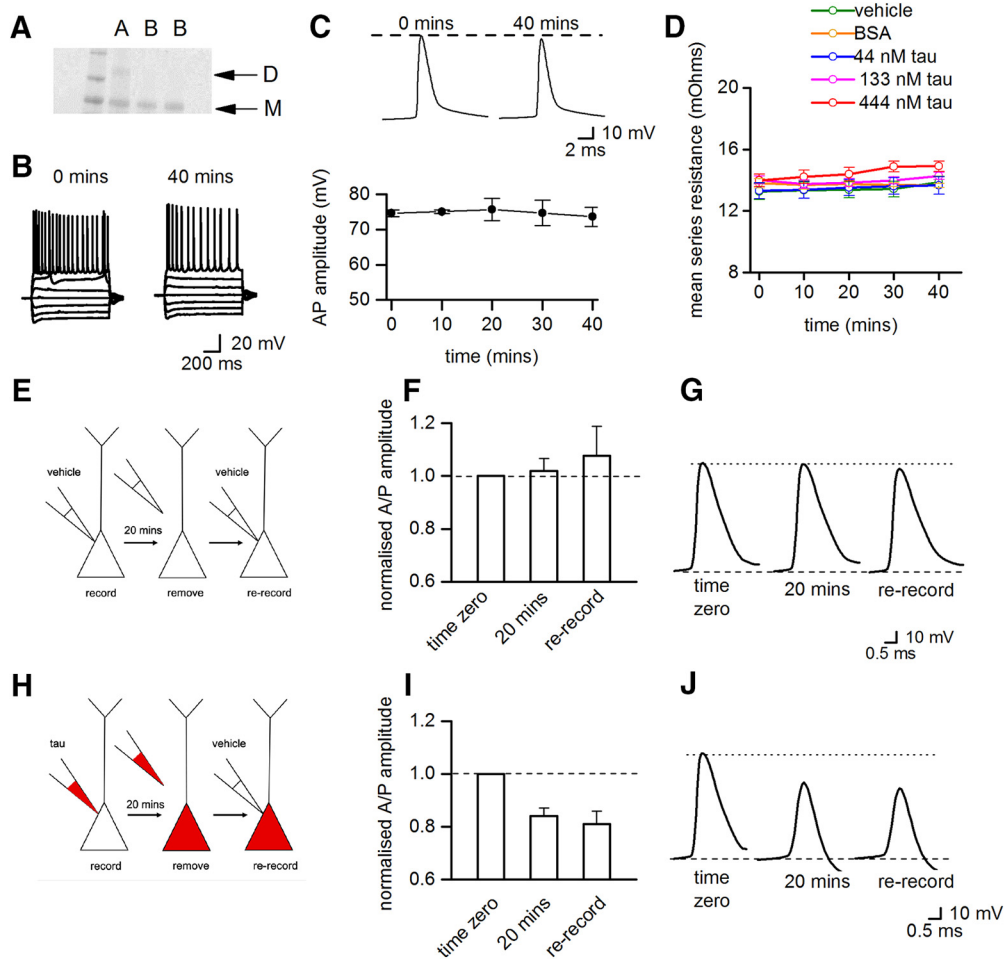 A
A B B
D
M
B
0 mins 40 mins
20 mV
200 ms
C
0 mins 40 mins
10 mV
2 ms
AP amplitude (mV)
80
70
60
50
0 10 20 30 40
time (mins)
D
vehicle
BSA
44 nM tau
133 nM tau
444 nM tau
mean series resistance (mOhms)
20
16
12
8
0 10 20 30 40
time (mins)
E
vehicle vehicle
20 mins
record remove re-record
F
normalised A/P amplitude
1.2
1.0
0.8
0.6
time zero
20 mins
re-record
G
time
zero
20 mins re-record
10 mV
0.5 ms
H
tau vehicle
20 mins
record remove re-record
I
normalised A/P amplitude
1.2
1.0
0.8
0.6
time zero
20 mins
re-record
J
time
zero
20 mins re-record
10 mV
0.5 ms